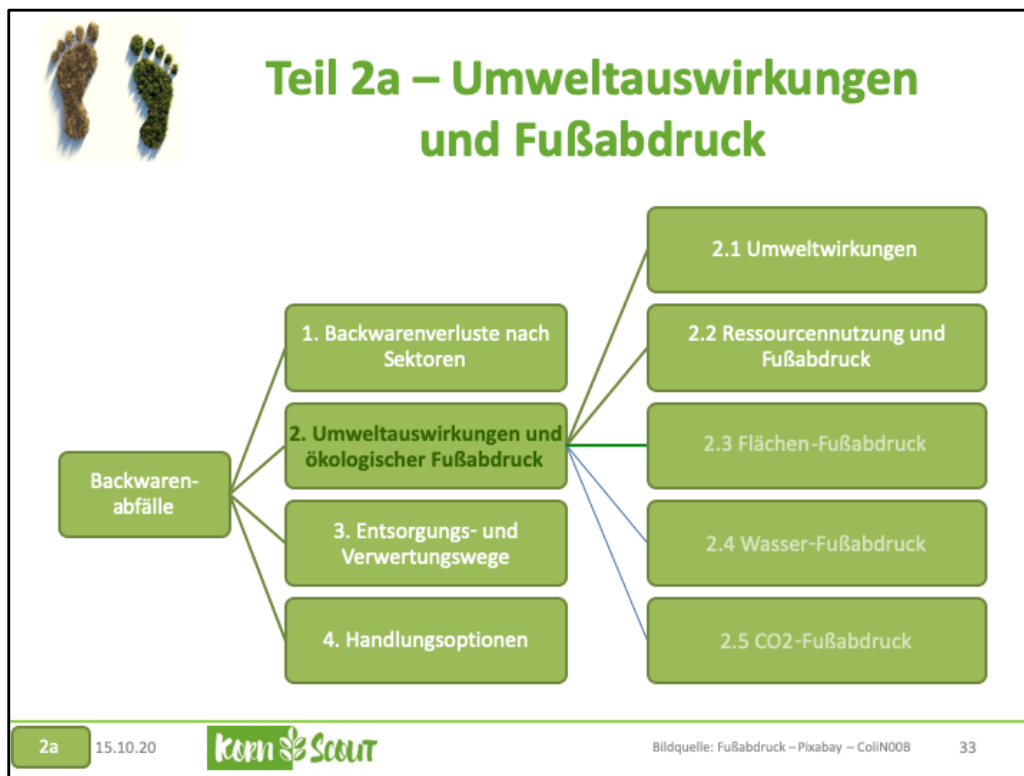 Teil 2a – Umweltauswirkungen
und Fußabdruck
Backwaren-
abfälle
1. Backwarenverluste nach
Sektoren
2. Umweltauswirkungen und
ökologischer Fußabdruck
3. Entsorgungs- und
Verwertungswege
4. Handlungsoptionen
2.1 Umweltwirkungen
2.2 Ressourcennutzung und
Fußabdruck
2.3 Flächen-Fußabdruck
2.4 Wasser-Fußabdruck
2.5 CO2-Fußabdruck
2a
15.10.20
KORN SCOUT
Bildquelle: Fußabdruck – Pixabay – ColiN00B
33